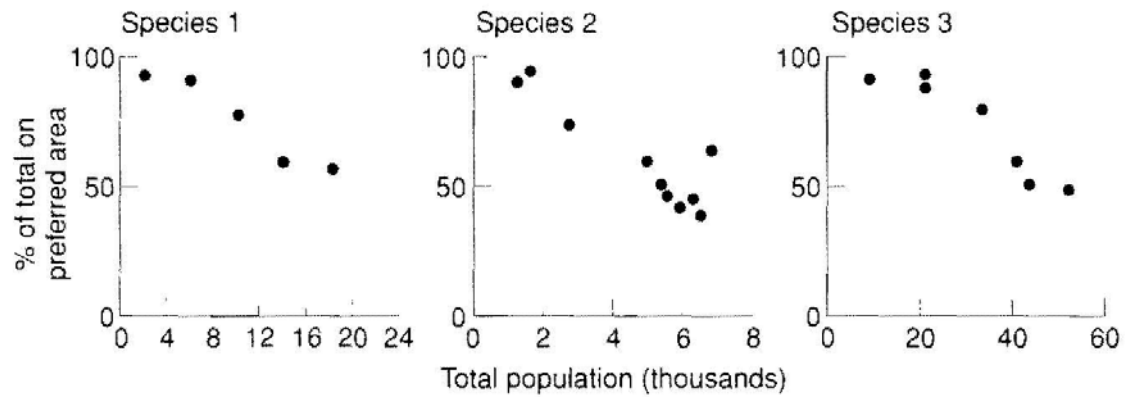 Species 1 Species 2 Species 3
100 100 100
% of total on
preferred area
50 50 50
0 0 0
0 4 8 12 16 20 24 0 2 4 6 8 0 20 40 60
Total population (thousands)